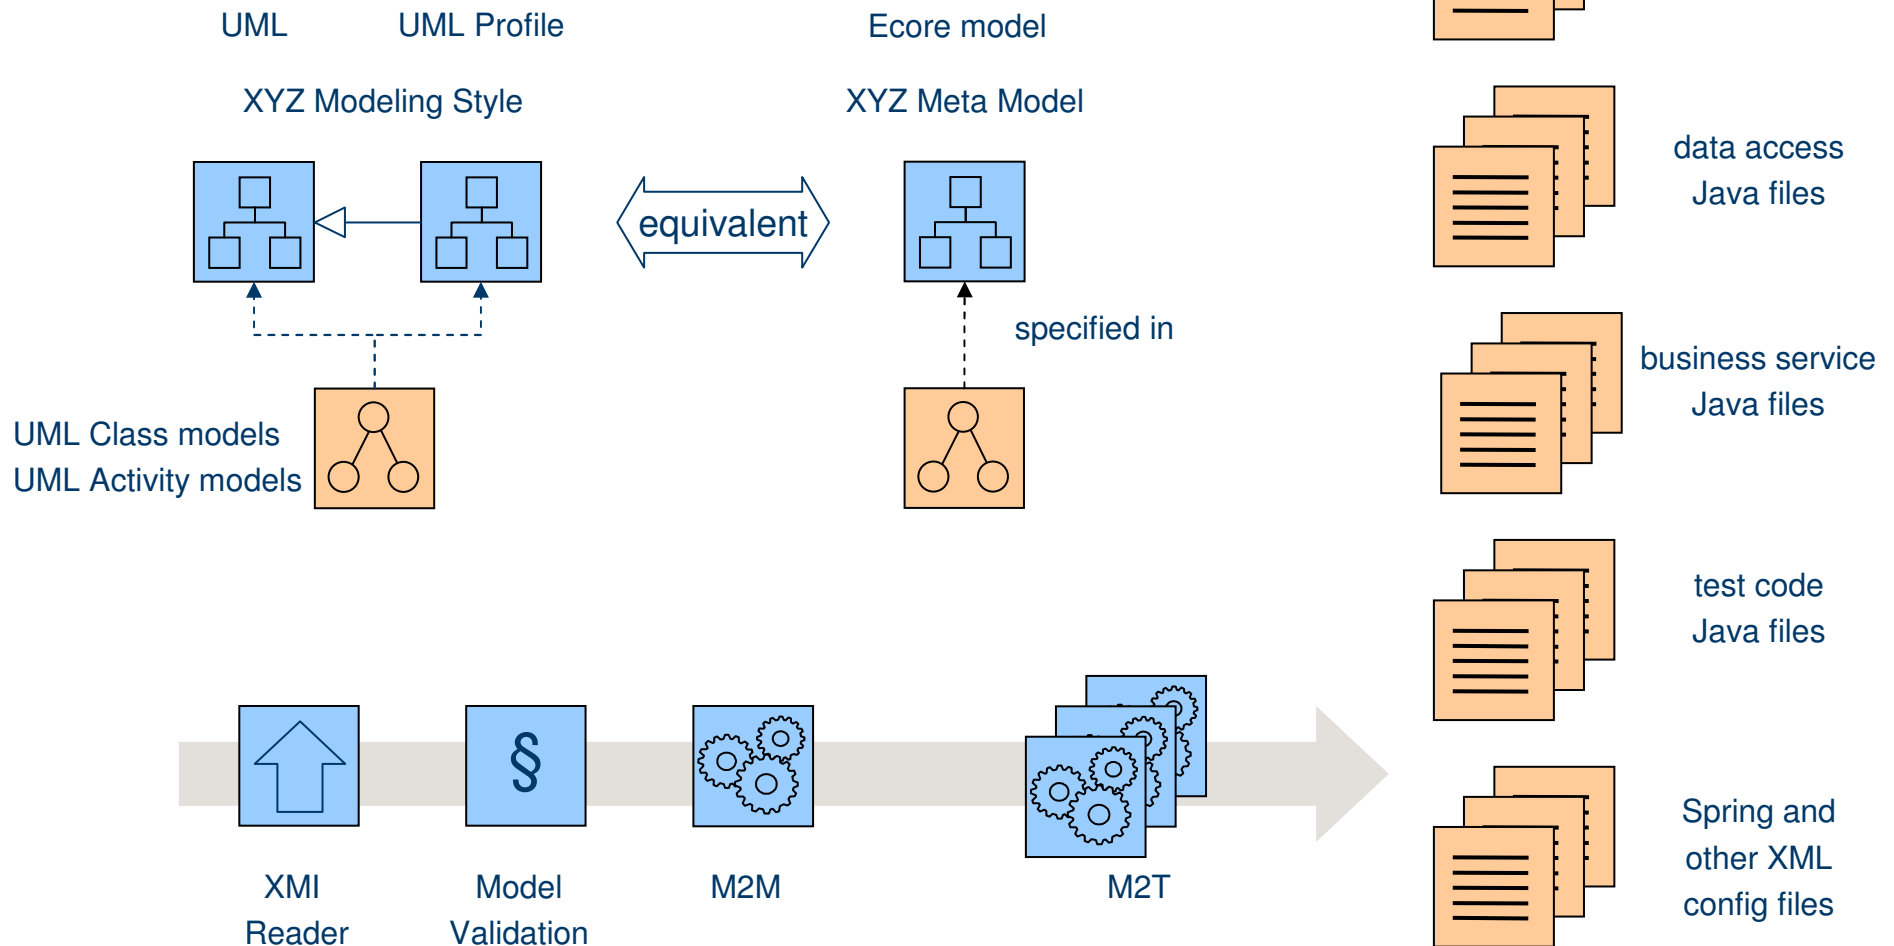 UML
UML Profile
Ecore model
XYZ Modeling Style
XYZ Meta Model
equivalent
specified in
UML Class models
UML Activity models
data access
Java files
business service
Java files
test code
Java files
§
XMI
Reader
Model
Validation
M2M
M2T
Spring and
other XML
config files